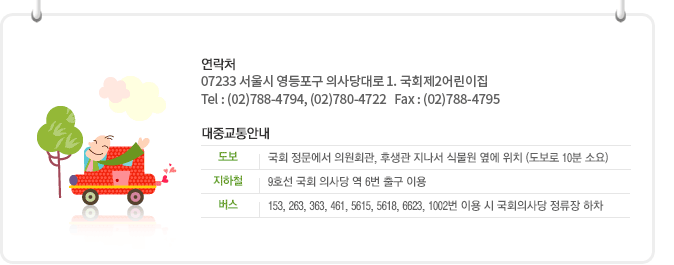 연락처
07233 서울시 영등포구 의사당대로 1. 국회제2어린이집
Tel : (02)788-4794, (02)780-4722 Fax : (02)788-4795
대중교통안내
도보 국회 정문에서 의원회관, 후생관 지나서 식물원 옆에 위치 (도보로 10분 소요)
지하철 9호선 국회 의사당 역 6번 출구 이용
버스 153, 263, 363, 461, 5615, 5618, 6623, 1002번 이용 시 국회의사당 정류장 하차